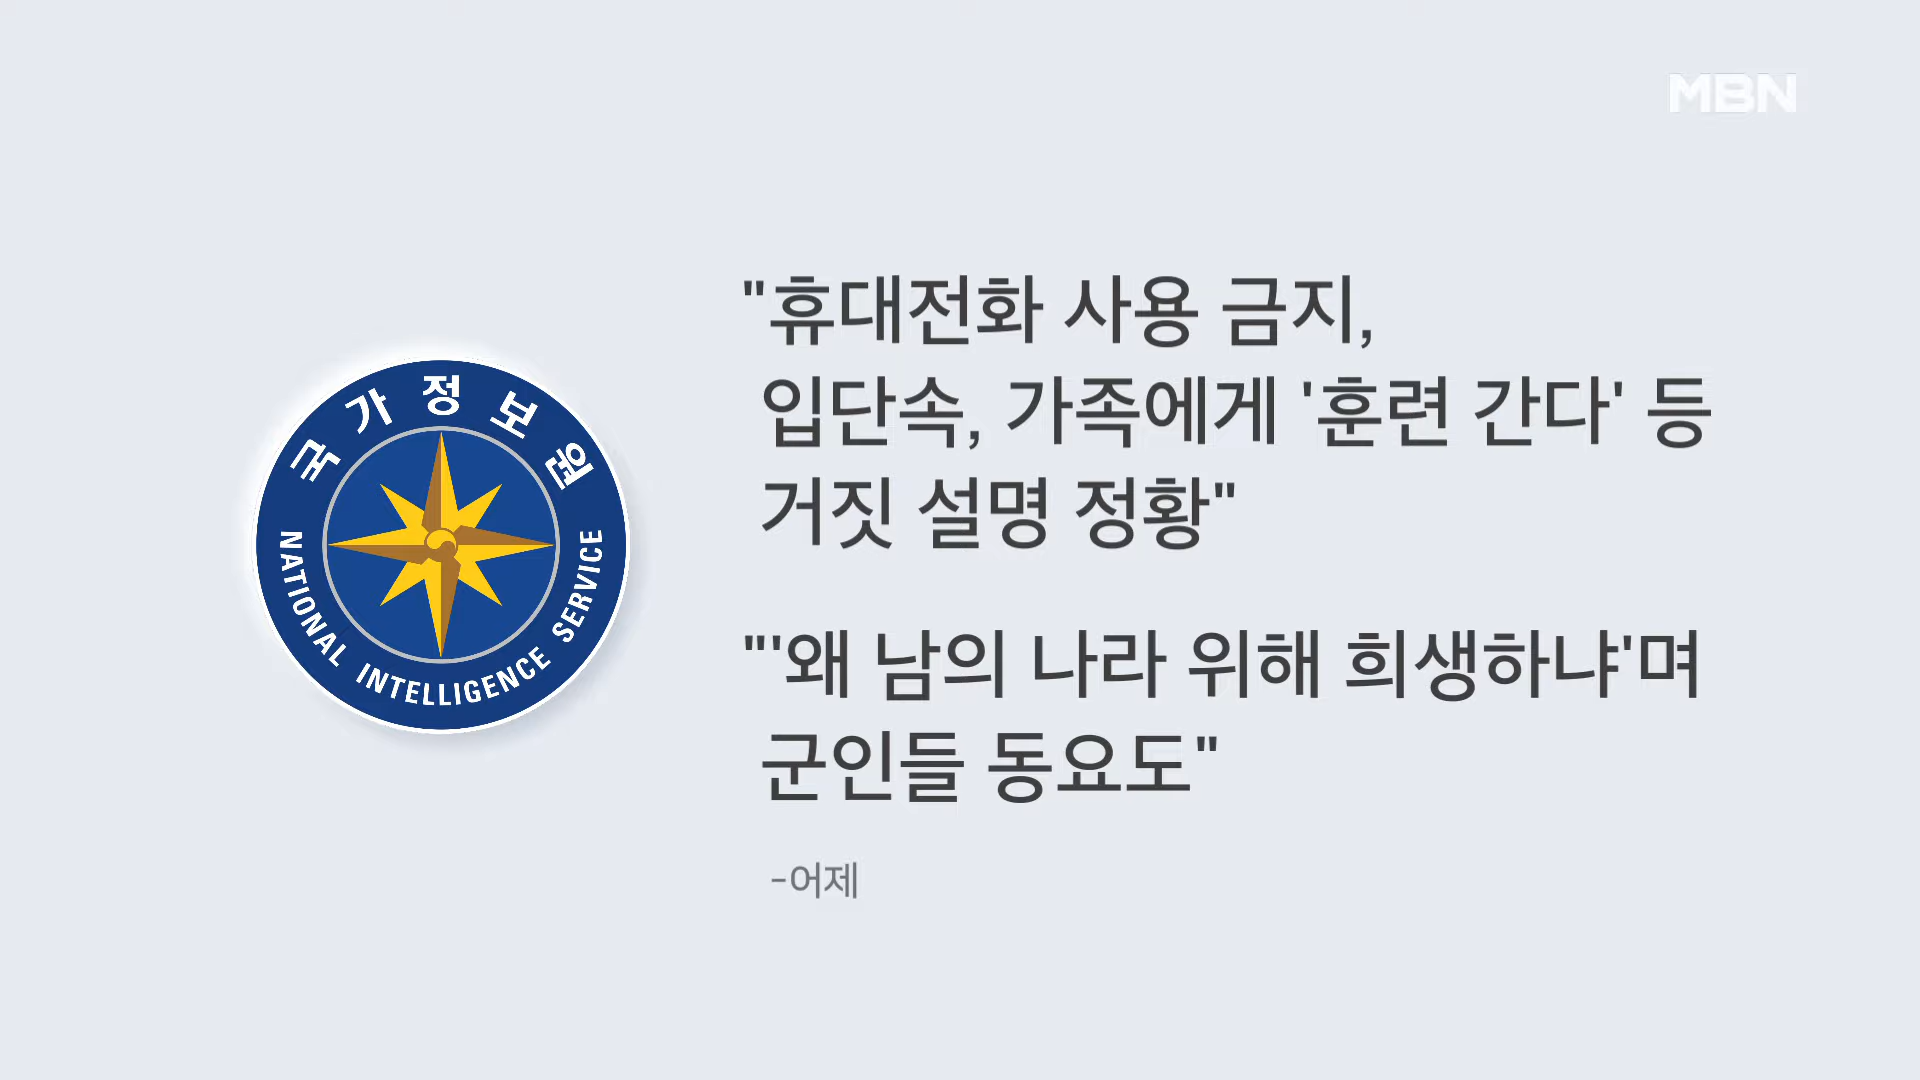 MBN
"휴대전화 사용 금지,
입단속, 가족에게 '훈련 간다' 등
거짓 설명 정황"
"'왜 남의 나라 위해 희생하냐'며
군인들 동요도"
-어제
국가정보원
NATIONAL INTELLIGENCE SERVICE